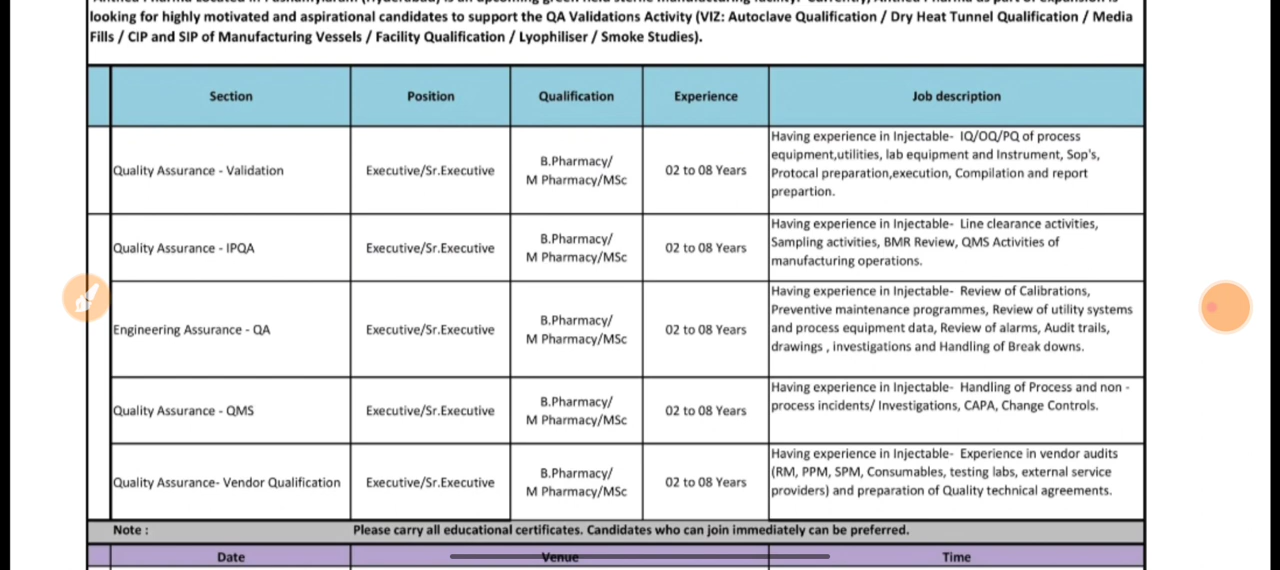 looking for highly motivated and aspirational candidates to support the QA Validations Activity (VIZ: Autoclave Qualification / Dry Heat Tunnel Qualification / Media
Fills / CIP and SIP of Manufacturing Vessels / Facility Qualification / Lyophiliser / Smoke Studies).
Section Position Qualification Experience Job description
Quality Assurance - Validation
Executive/Sr.Executive
B.Pharmacy/
M Pharmacy/MSc
02 to 08 Years
Having experience in Injectable- IQ/OQ/PQ of process
equipment,utilities, lab equipment and Instrument, Sop's,
Protocal preparation,execution, Compilation and report
prepartion.
Quality Assurance - IPQA
Executive/Sr.Executive
B.Pharmacy/
M Pharmacy/MSc
02 to 08 Years
Having experience in Injectable- Line clearance activities,
Sampling activities, BMR Review, QMS Activities of
manufacturing operations.
Engineering Assurance - QA
Executive/Sr.Executive
B.Pharmacy/
M Pharmacy/MSc
02 to 08 Years
Having experience in Injectable- Review of Calibrations,
Preventive maintenance programmes, Review of utility systems
and process equipment data, Review of alarms, Audit trails,
drawings , investigations and Handling of Break downs.
Quality Assurance - QMS
Executive/Sr.Executive
B.Pharmacy/
M Pharmacy/MSc
02 to 08 Years
Having experience in Injectable- Handling of Process and non -
process incidents/ Investigations, CAPA, Change Controls.
Quality Assurance- Vendor Qualification
Executive/Sr.Executive
B.Pharmacy/
M Pharmacy/MSc
02 to 08 Years
Having experience in Injectable- Experience in vendor audits
(RM, PPM, SPM, Consumables, testing labs, external service
providers) and preparation of Quality technical agreements.
Note : Please carry all educational certificates. Candidates who can join immediately can be preferred.
Date Venue Time